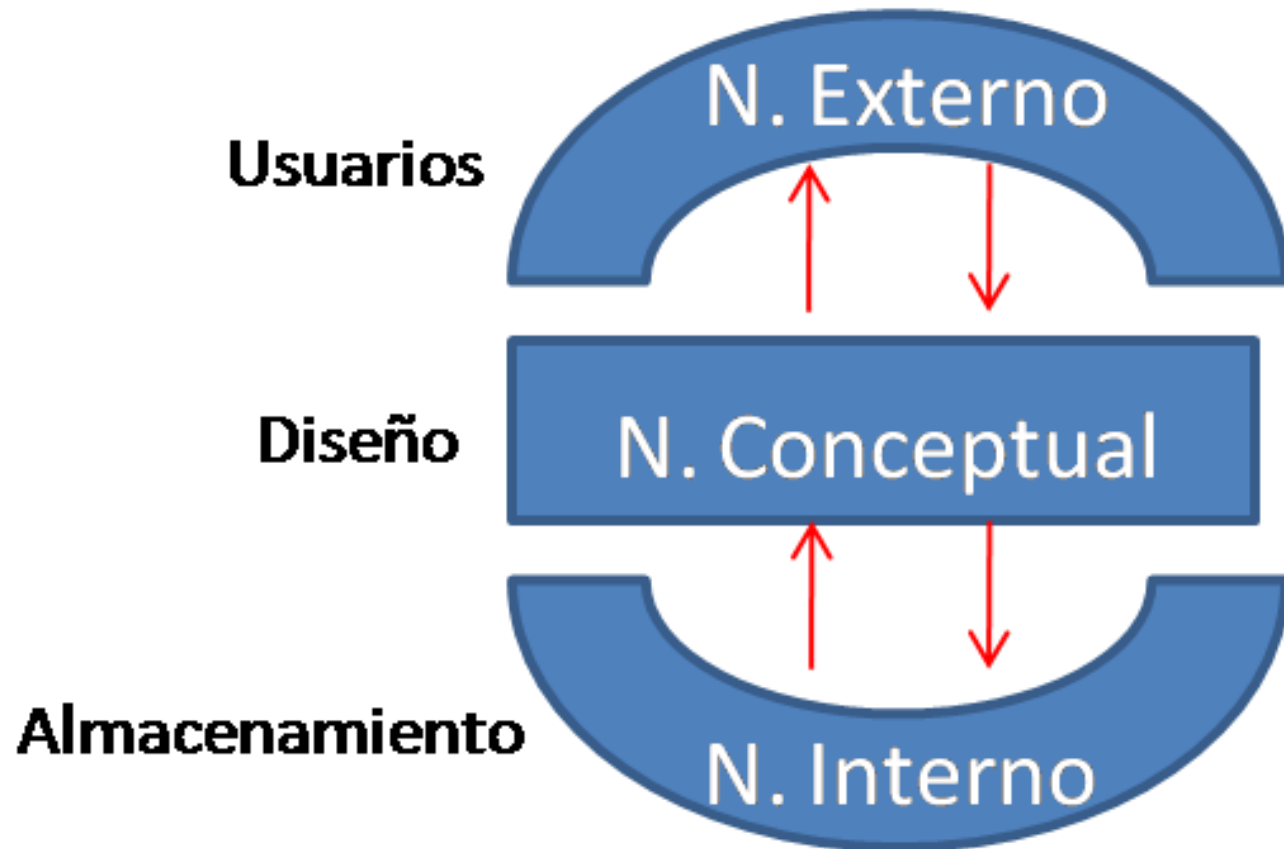 N. Externo
Usuarios
Diseño
N. Conceptual
Almacenamiento
N. Interno